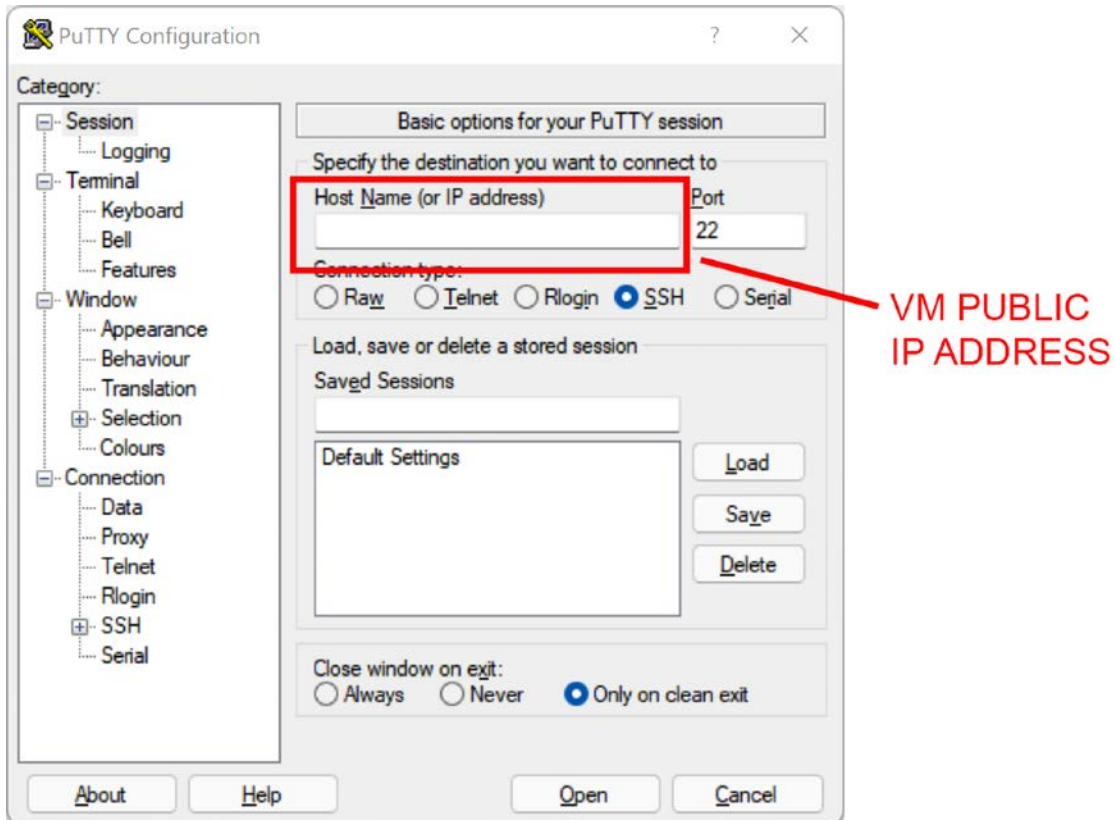 PuTTY Configuration
?
Category:
Session
Logging
Terminal
Keyboard
Bell
Features
Window
Appearance
Behaviour
Translation
Selection
Colours
Connection
Data
Proxy
Telnet
Rlogin
SSH
Serial
Basic options for your PuTTY session
Specify the destination you want to connect to
Host Name (or IP address)
Port
22
Connection type:
Raw Telnet Rlogin SSH Serial
Load, save or delete a stored session
Saved Sessions
Default Settings
Load
Save
Delete
Close window on exit:
Always Never Only on clean exit
About Help Open Cancel
VM PUBLIC
IP ADDRESS